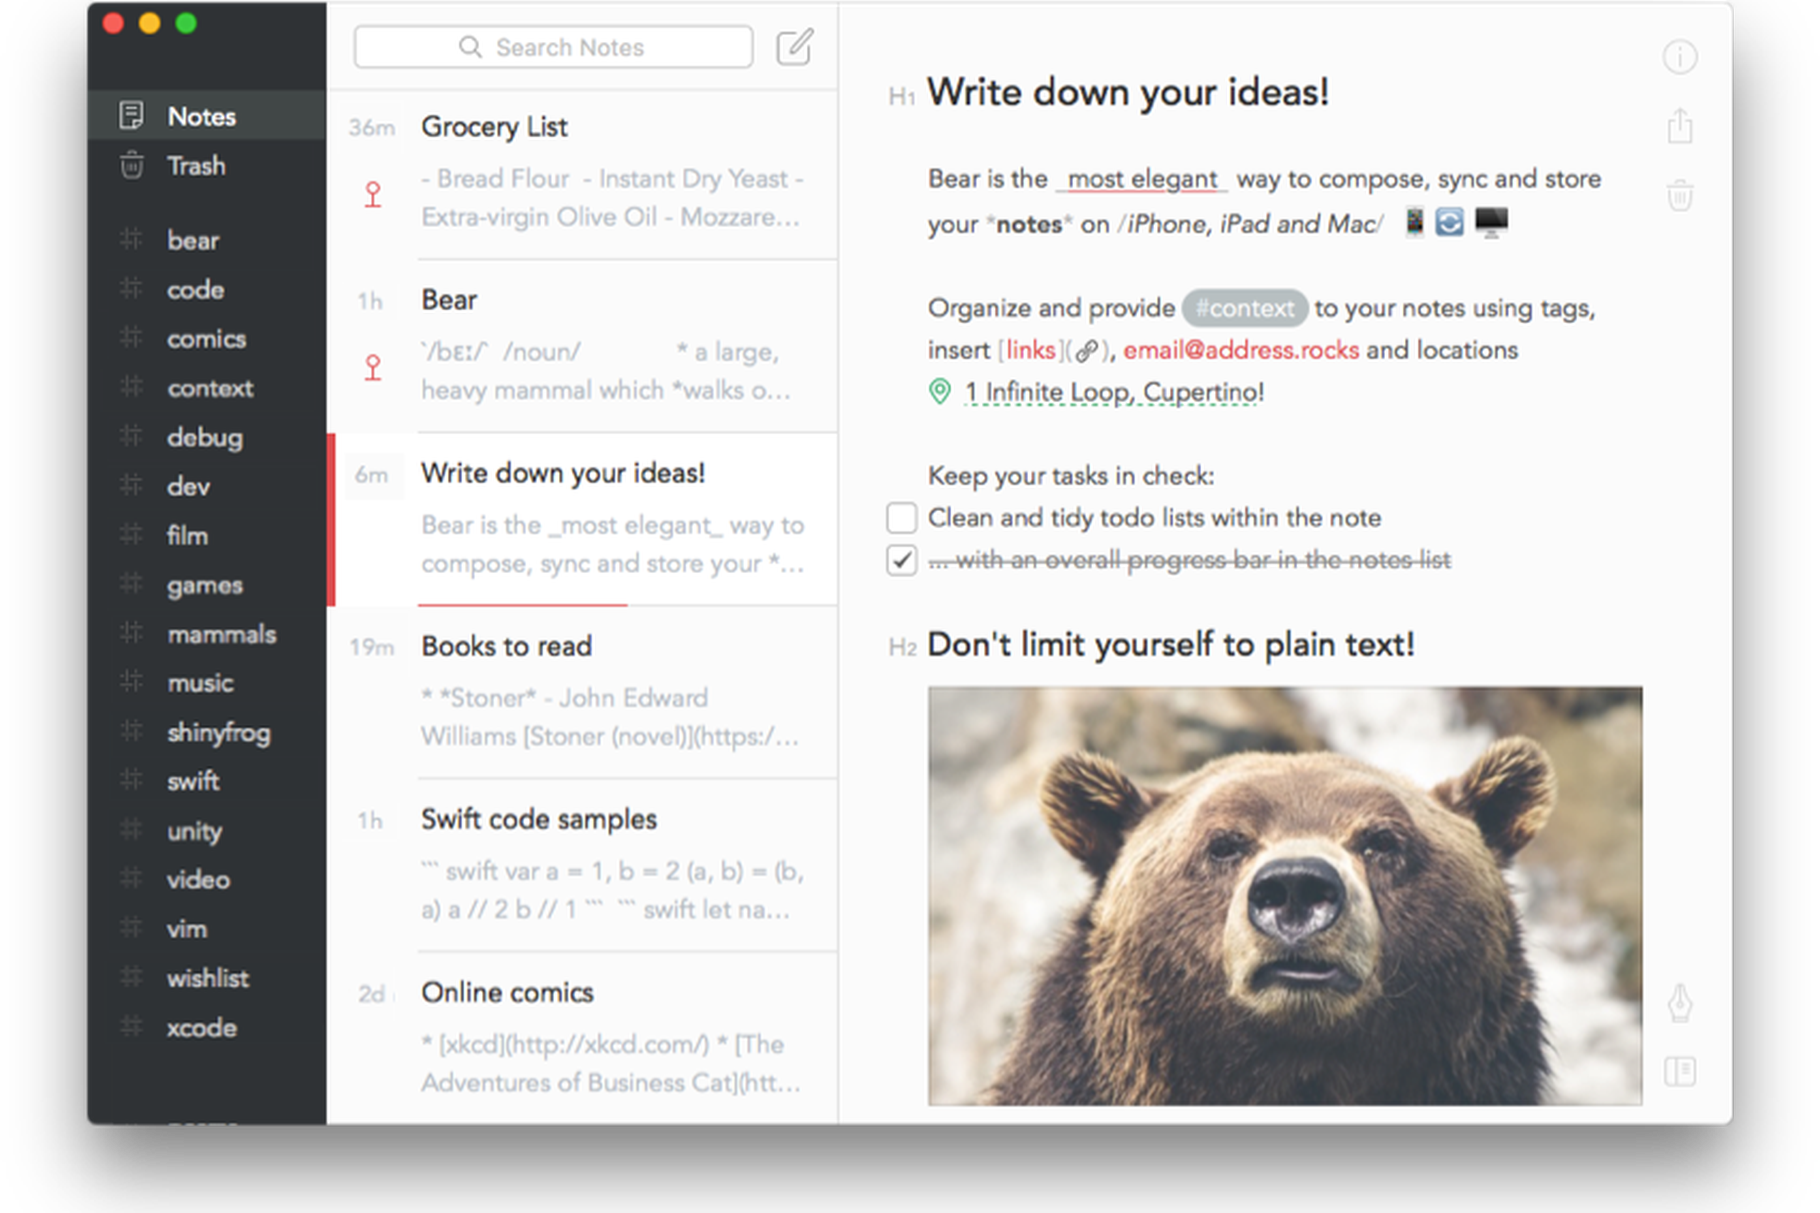 Notes
Trash
bear
code
comics
context
debug
dev
film
games
mammals
music
shinyfrog
swift
unity
video
vim
wishlist
xcode
Search Notes
36m Grocery List
- Bread Flour - Instant Dry Yeast -
Extra-virgin Olive Oil - Mozzare...
1h Bear
`/bɛː/` /noun/ * a large,
heavy mammal which *walks o...
6m Write down your ideas!
Bear is the _most elegant_ way to
compose, sync and store your *...
19m Books to read
* *Stoner* - John Edward
Williams [Stoner (novel)](https:/...
1h Swift code samples
``` swift var a = 1, b = 2 (a, b) = (b,
a) a // 2 b // 1 ``` ``` swift let na...
2d Online comics
* [xkcd](http://xkcd.com/) * [The
Adventures of Business Cat](htt...
H1 Write down your ideas!
Bear is the _most elegant_ way to compose, sync and store
your *notes* on /iPhone, iPad and Mac/
Organize and provide #context to your notes using tags,
insert [links](), email@address.rocks and locations
1 Infinite Loop, Cupertino!
Keep your tasks in check:
Clean and tidy todo lists within the note
... with an overall progress bar in the notes list
H2 Don't limit yourself to plain text!